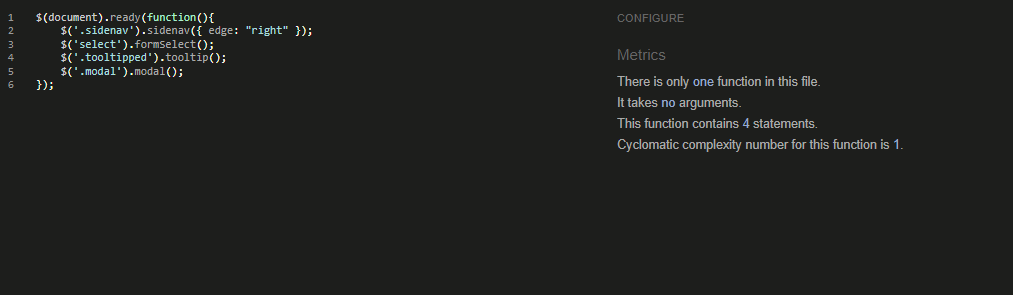 1 $(document).ready(function(){
2     $('.sidenav').sidenav({ edge: "right" });
3     $('select').formSelect();
4     $('.tooltipped').tooltip();
5     $('.modal').modal();
6 });
CONFIGURE
Metrics
There is only one function in this file.
It takes no arguments.
This function contains 4 statements.
Cyclomatic complexity number for this function is 1.